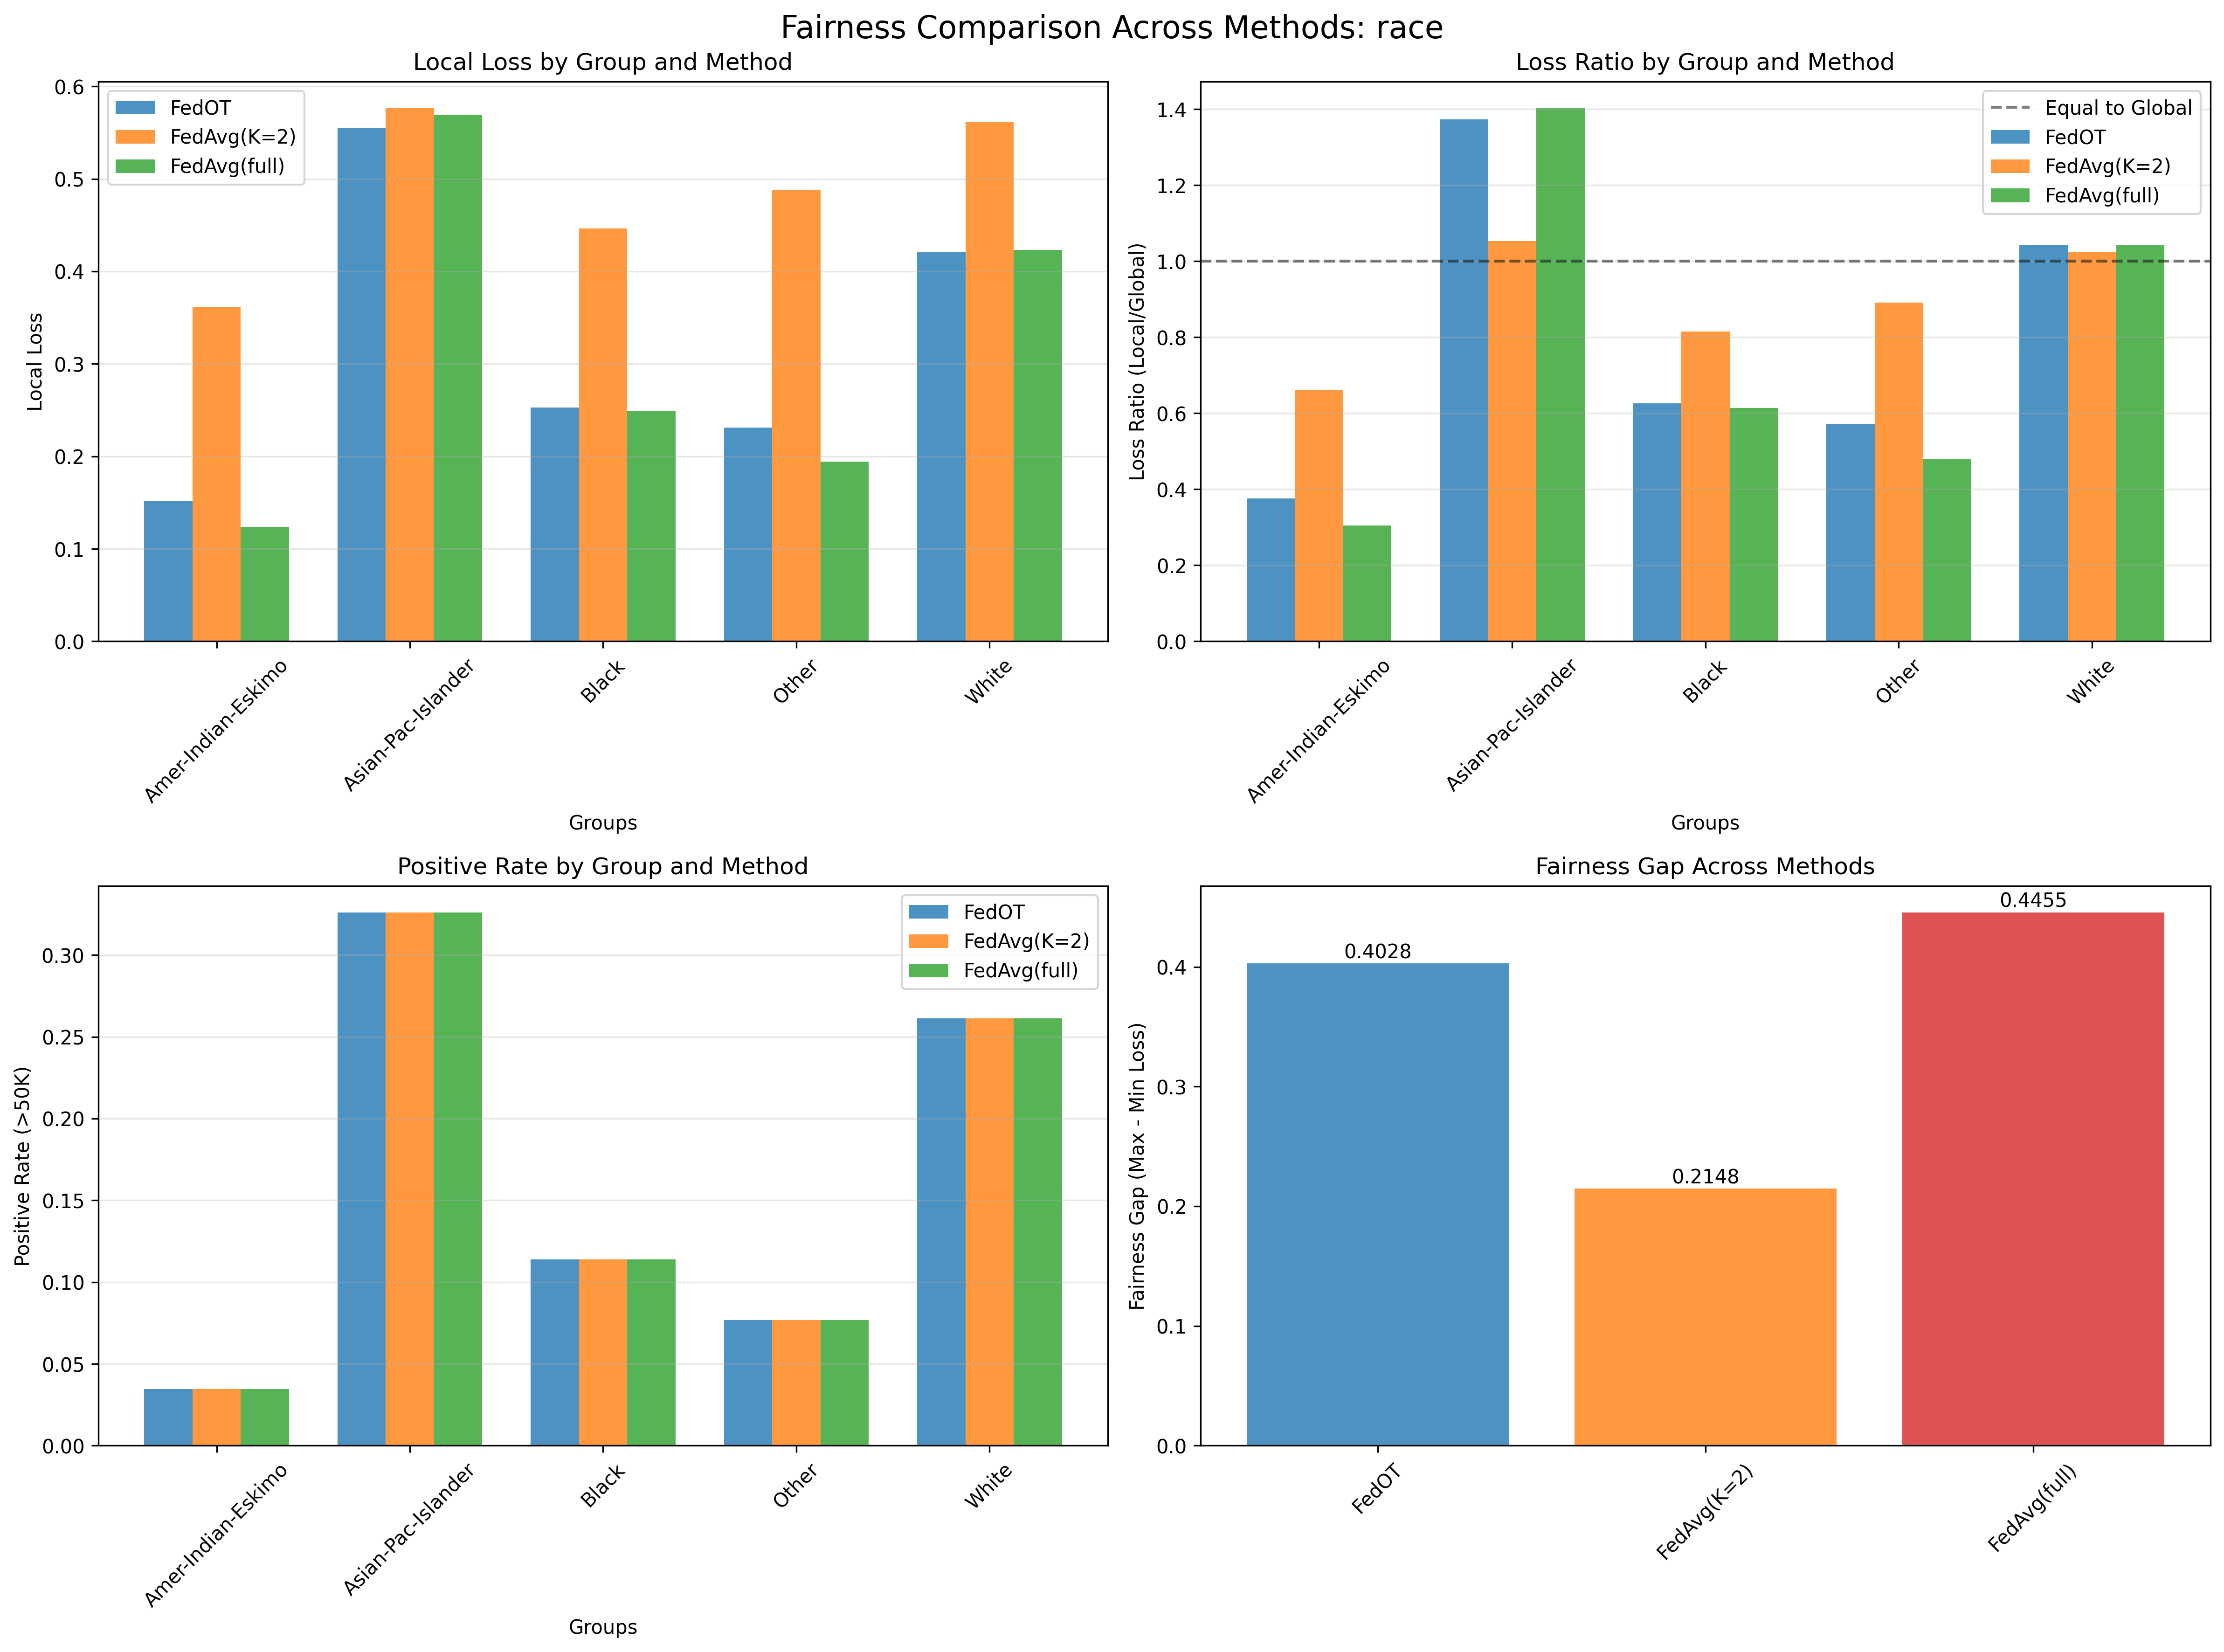 Fairness Comparison Across Methods: race
Local Loss by Group and Method
Local Loss
0.6
0.5
0.4
0.3
0.2
0.1
0.0
FedOT
FedAvg(K=2)
FedAvg(full)
Amer-Indian-Eskimo
Asian-Pac-Islander
Black
Other
White
Groups
Loss Ratio by Group and Method
Loss Ratio (Local/Global)
1.4
1.2
1.0
0.8
0.6
0.4
0.2
0.0
Equal to Global
FedOT
FedAvg(K=2)
FedAvg(full)
Amer-Indian-Eskimo
Asian-Pac-Islander
Black
Other
White
Groups
Positive Rate by Group and Method
Positive Rate (>50K)
0.30
0.25
0.20
0.15
0.10
0.05
0.00
FedOT
FedAvg(K=2)
FedAvg(full)
Amer-Indian-Eskimo
Asian-Pac-Islander
Black
Other
White
Groups
Fairness Gap Across Methods
Fairness Gap (Max - Min Loss)
0.4
0.3
0.2
0.1
0.0
0.4028
0.2148
0.4455
FedOT
FedAvg(K=2)
FedAvg(full)